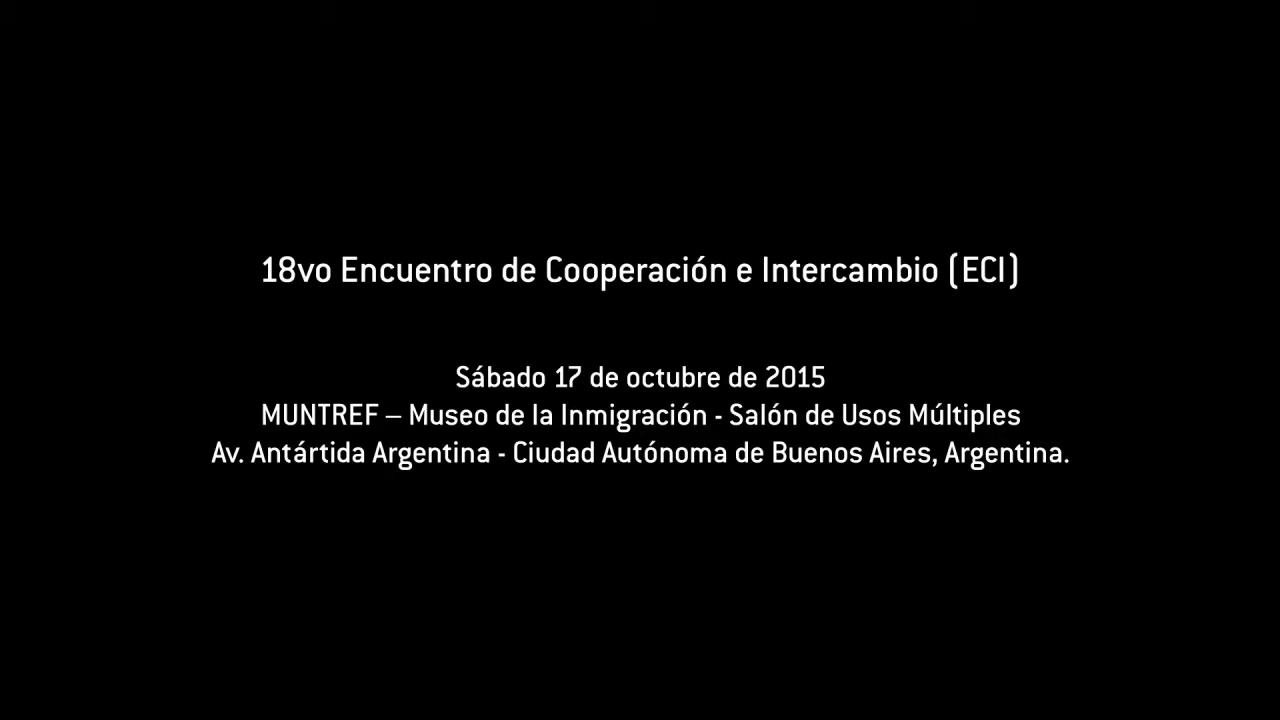 18vo Encuentro de Cooperación e Intercambio (ECI)
Sábado 17 de octubre de 2015
MUNTREF – Museo de la Inmigración - Salón de Usos Múltiples
Av. Antártida Argentina - Ciudad Autónoma de Buenos Aires, Argentina.